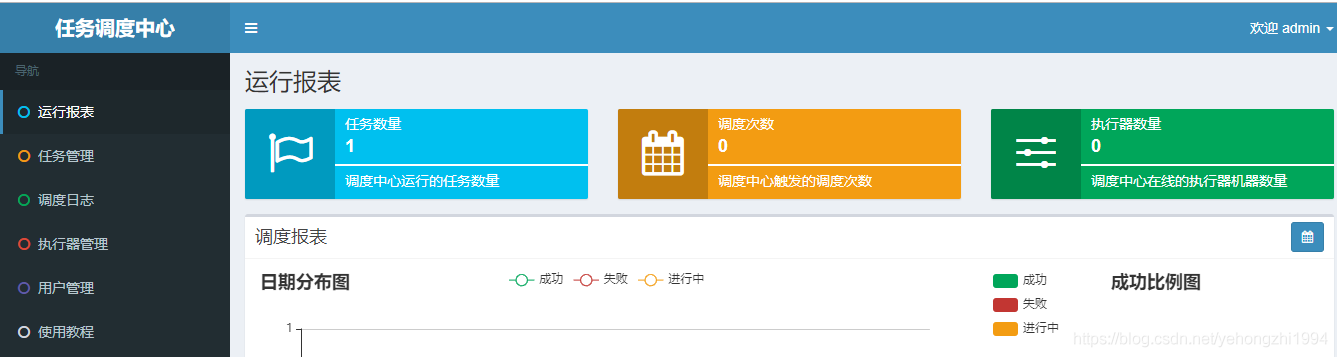 任务调度中心
欢迎 admin
导航
运行报表
任务管理
调度日志
执行器管理
用户管理
使用教程
运行报表
任务数量
1
调度中心运行的任务数量
调度次数
0
调度中心触发的调度次数
执行器数量
0
调度中心在线的执行器机器数量
调度报表
日期分布图
成功 失败 进行中
1
成功
失败
进行中
成功比例图
https://blog.csdn.net/yehongzhi1994